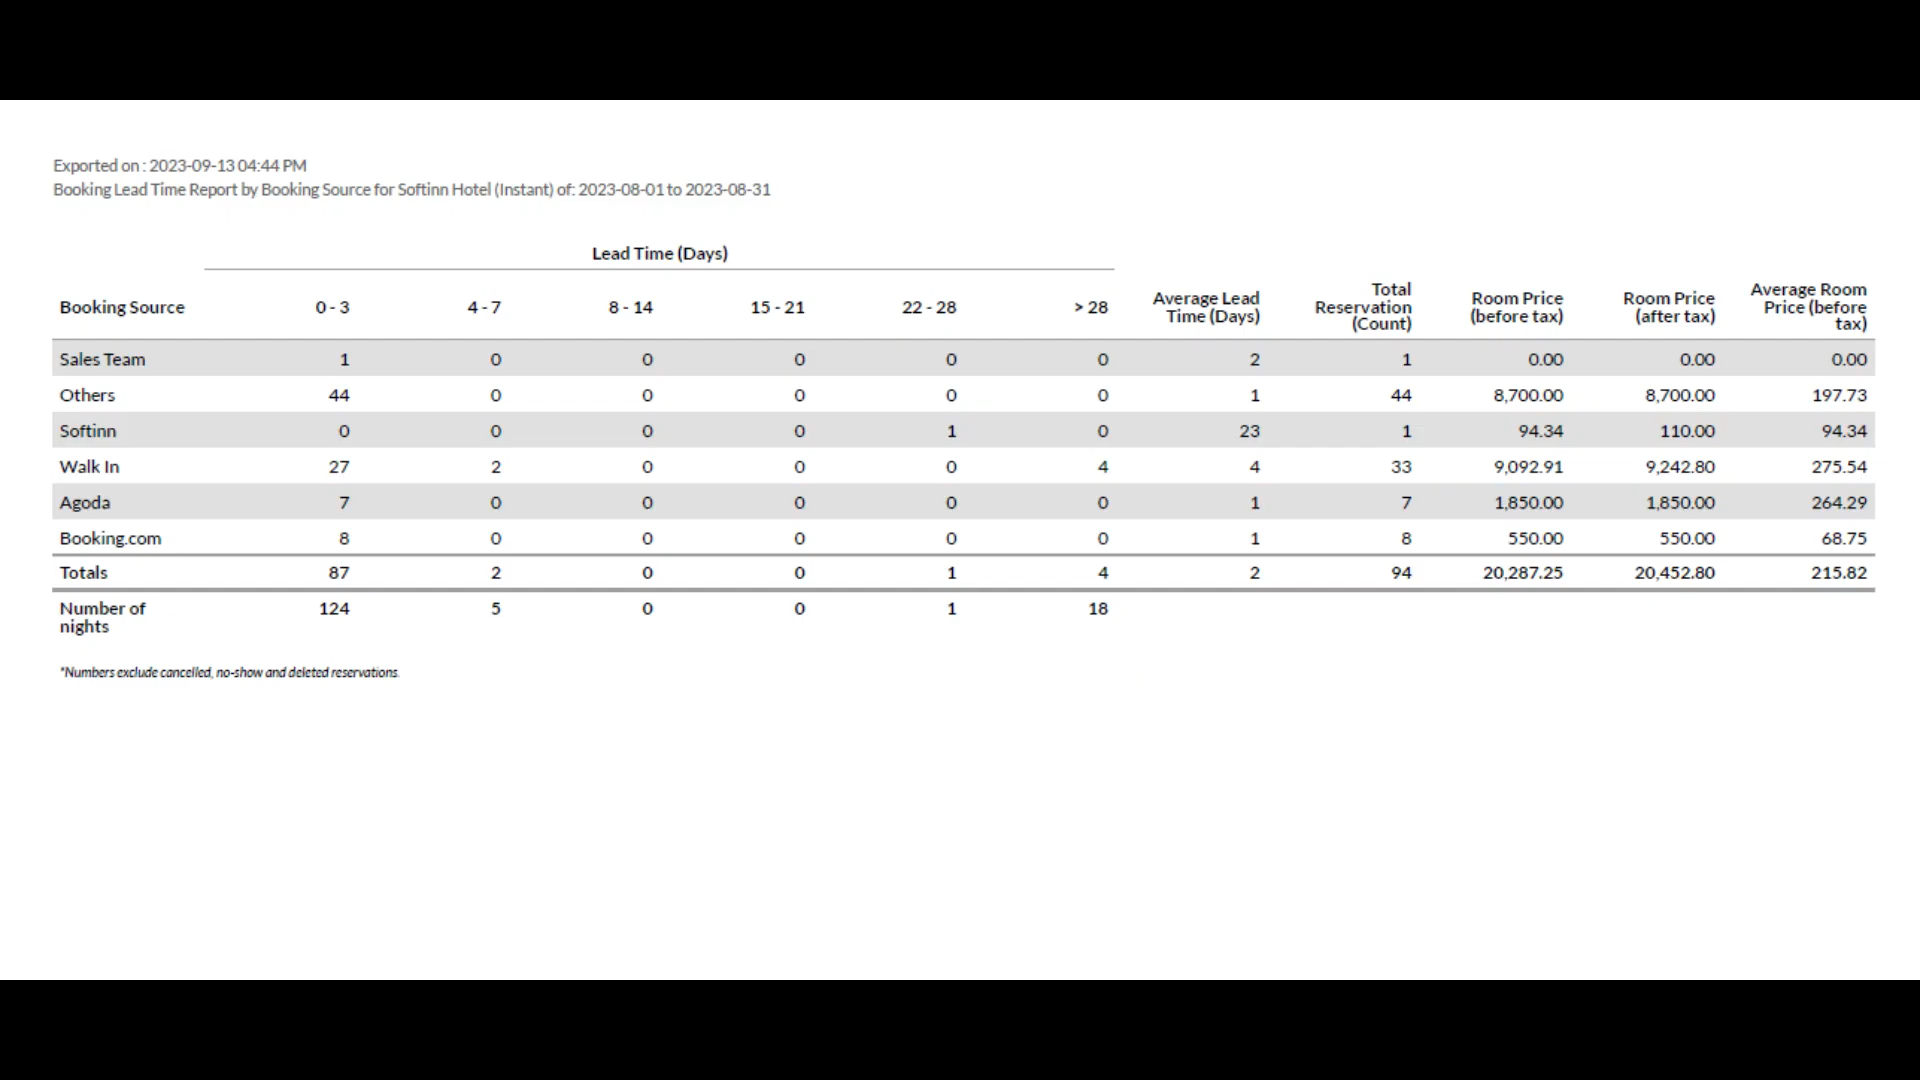 Exported on : 2023-09-13 04:44 PM
Booking Lead Time Report by Booking Source for Softinn Hotel (Instant) of: 2023-08-01 to 2023-08-31
Lead Time (Days)
Booking Source 0 - 3 4 - 7 8 - 14 15 - 21 22 - 28 > 28 Average Lead Time (Days) Total Reservation (Count) Room Price (before tax) Room Price (after tax) Average Room Price (before tax)
Sales Team 1 0 0 0 0 0 2 1 0.00 0.00 0.00
Others 44 0 0 0 0 0 1 44 8,700.00 8,700.00 197.73
Softinn 0 0 0 0 1 0 23 1 94.34 110.00 94.34
Walk In 27 2 0 0 0 4 4 33 9,092.91 9,242.80 275.54
Agoda 7 0 0 0 0 0 1 7 1,850.00 1,850.00 264.29
Booking.com 8 0 0 0 0 0 1 8 550.00 550.00 68.75
Totals 87 2 0 0 1 4 2 94 20,287.25 20,452.80 215.82
Number of nights 124 5 0 0 1 18
*Numbers exclude cancelled, no-show and deleted reservations.